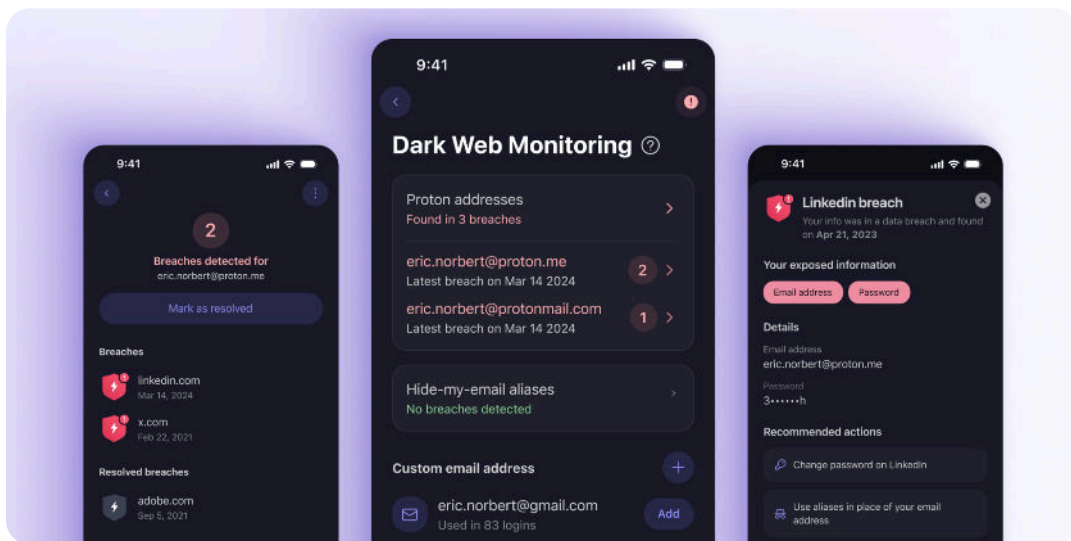 9:41
2
Breaches detected for
eric.norbert@proton.me
Mark as resolved
Breaches
linkedin.com
Mar 14, 2024
x.com
Feb 22, 2021
Resolved breaches
adobe.com
Sep 5, 2021
9:41
Dark Web Monitoring
Proton addresses
Found in 3 breaches
eric.norbert@proton.me
Latest breach on Mar 14 2024
2
eric.norbert@protonmail.com
Latest breach on Mar 14 2024
1
Hide-my-email aliases
No breaches detected
Custom email address
eric.norbert@gmail.com
Used in 83 logins
Add
9:41
Linkedin breach
Your info was in a data breach and found
on Apr 21, 2023
Your exposed information
Email address Password
Details
Email address
eric.norbert@proton.me
Password
3••••••h
Recommended actions
Change password on LinkedIn
Use aliases in place of your email
address